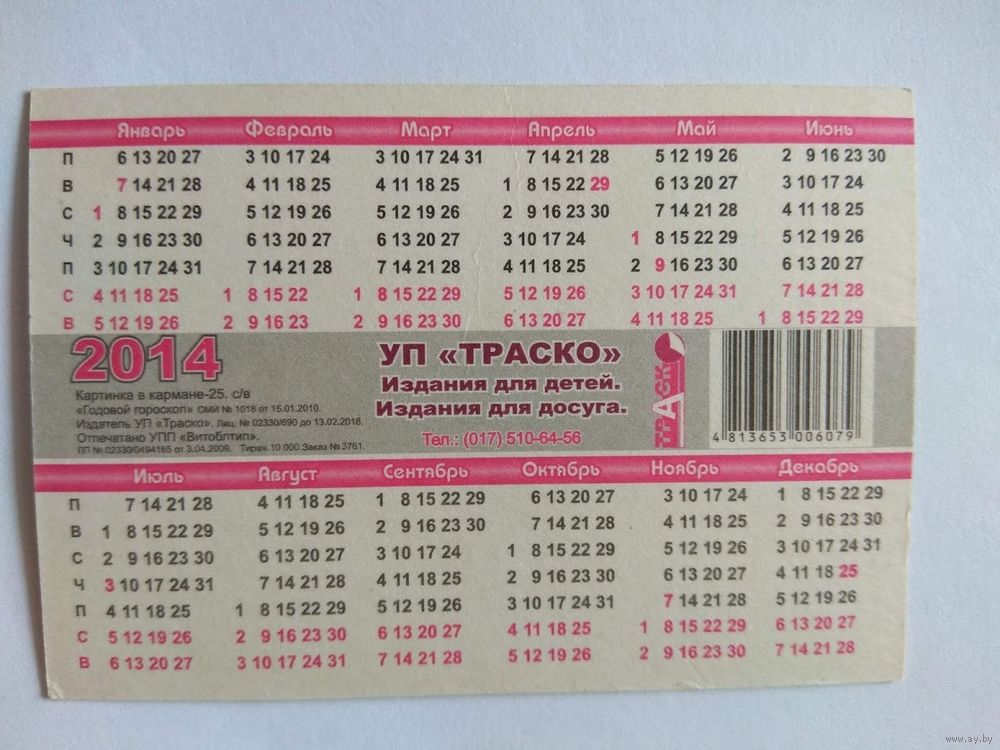 Январь Февраль Март Апрель Май Июнь
П 6 13 20 27 3 10 17 24 3 10 17 24 31 7 14 21 28 5 12 19 26 2 9 16 23 30
В 7 14 21 28 4 11 18 25 4 11 18 25 1 8 15 22 29 6 13 20 27 3 10 17 24
С 1 8 15 22 29 5 12 19 26 5 12 19 26 2 9 16 23 30 7 14 21 28 4 11 18 25
Ч 2 9 16 23 30 6 13 20 27 6 13 20 27 3 10 17 24 1 8 15 22 29 5 12 19 26
П 3 10 17 24 31 7 14 21 28 7 14 21 28 4 11 18 25 2 9 16 23 30 6 13 20 27
С 4 11 18 25 1 8 15 22 1 8 15 22 29 5 12 19 26 3 10 17 24 31 7 14 21 28
В 5 12 19 26 2 9 16 23 2 9 16 23 30 6 13 20 27 4 11 18 25 1 8 15 22 29
2014
Картинка в кармане-25. с/в
«Годовой гороскоп» СМИ № 1018 от 15.01.2010.
Издатель УП «Траско». Лиц. № 02330/690 до 13.02.2018.
Отпечатано УПП «Витоблтип».
ЛП № 02330/0494165 от 3.04.2009. Тираж 10 000. Заказ № 3761.
УП «ТРАСКО»
Издания для детей.
Издания для досуга.
Тел.: (017) 510-64-56
ТРАСКО
4 813653 006079
Июль Август Сентябрь Октябрь Ноябрь Декабрь
П 7 14 21 28 4 11 18 25 1 8 15 22 29 6 13 20 27 3 10 17 24 1 8 15 22 29
В 1 8 15 22 29 5 12 19 26 2 9 16 23 30 7 14 21 28 4 11 18 25 2 9 16 23 30
С 2 9 16 23 30 6 13 20 27 3 10 17 24 1 8 15 22 29 5 12 19 26 3 10 17 24 31
Ч 3 10 17 24 31 7 14 21 28 4 11 18 25 2 9 16 23 30 6 13 20 27 4 11 18 25
П 4 11 18 25 1 8 15 22 29 5 12 19 26 3 10 17 24 31 7 14 21 28 5 12 19 26
С 5 12 19 26 2 9 16 23 30 6 13 20 27 4 11 18 25 1 8 15 22 29 6 13 20 27
В 6 13 20 27 3 10 17 24 31 7 14 21 28 5 12 19 26 2 9 16 23 30 7 14 21 28
www.ay.by